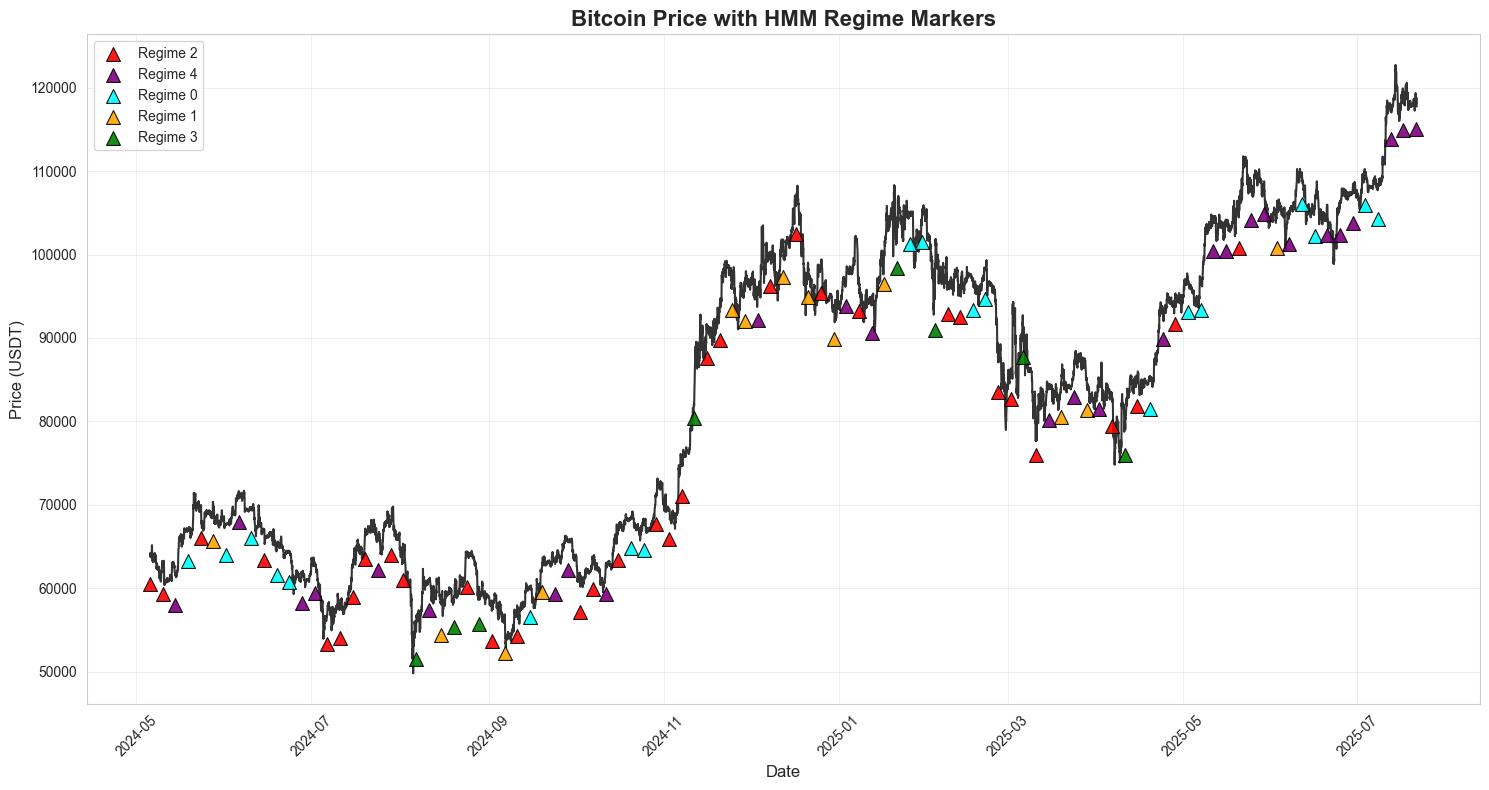 Bitcoin Price with HMM Regime Markers
Regime 2
Regime 4
Regime 0
Regime 1
Regime 3
120000
110000
100000
90000
80000
70000
60000
50000
Price (USDT)
2024-05
2024-07
2024-09
2024-11
2025-01
2025-03
2025-05
2025-07
Date